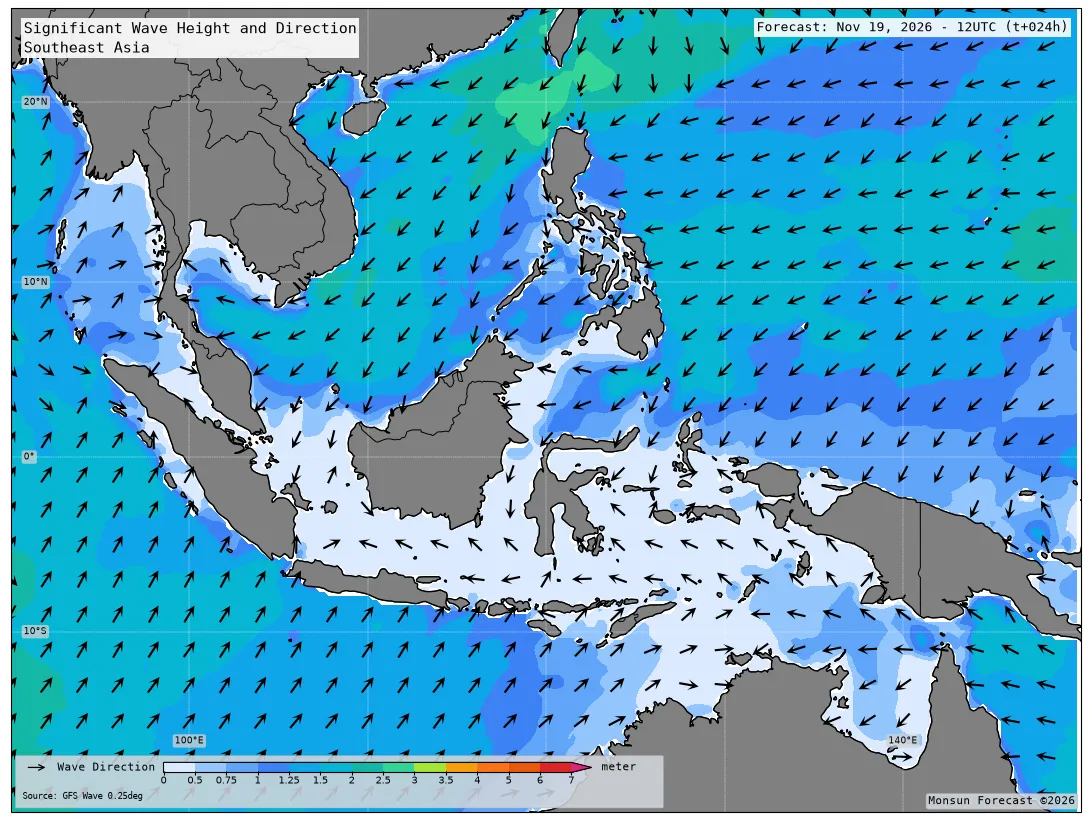 Significant Wave Height and Direction
Southeast Asia
Forecast: Nov 19, 2026 - 12UTC (t+024h)
20°N
10°N
0°
10°S
100°E
140°E
Wave Direction
meter
0 0.5 0.75 1 1.25 1.5 2 2.5 3 3.5 4 5 6 7
Source: GFS Wave 0.25deg
Monsun Forecast ©2026